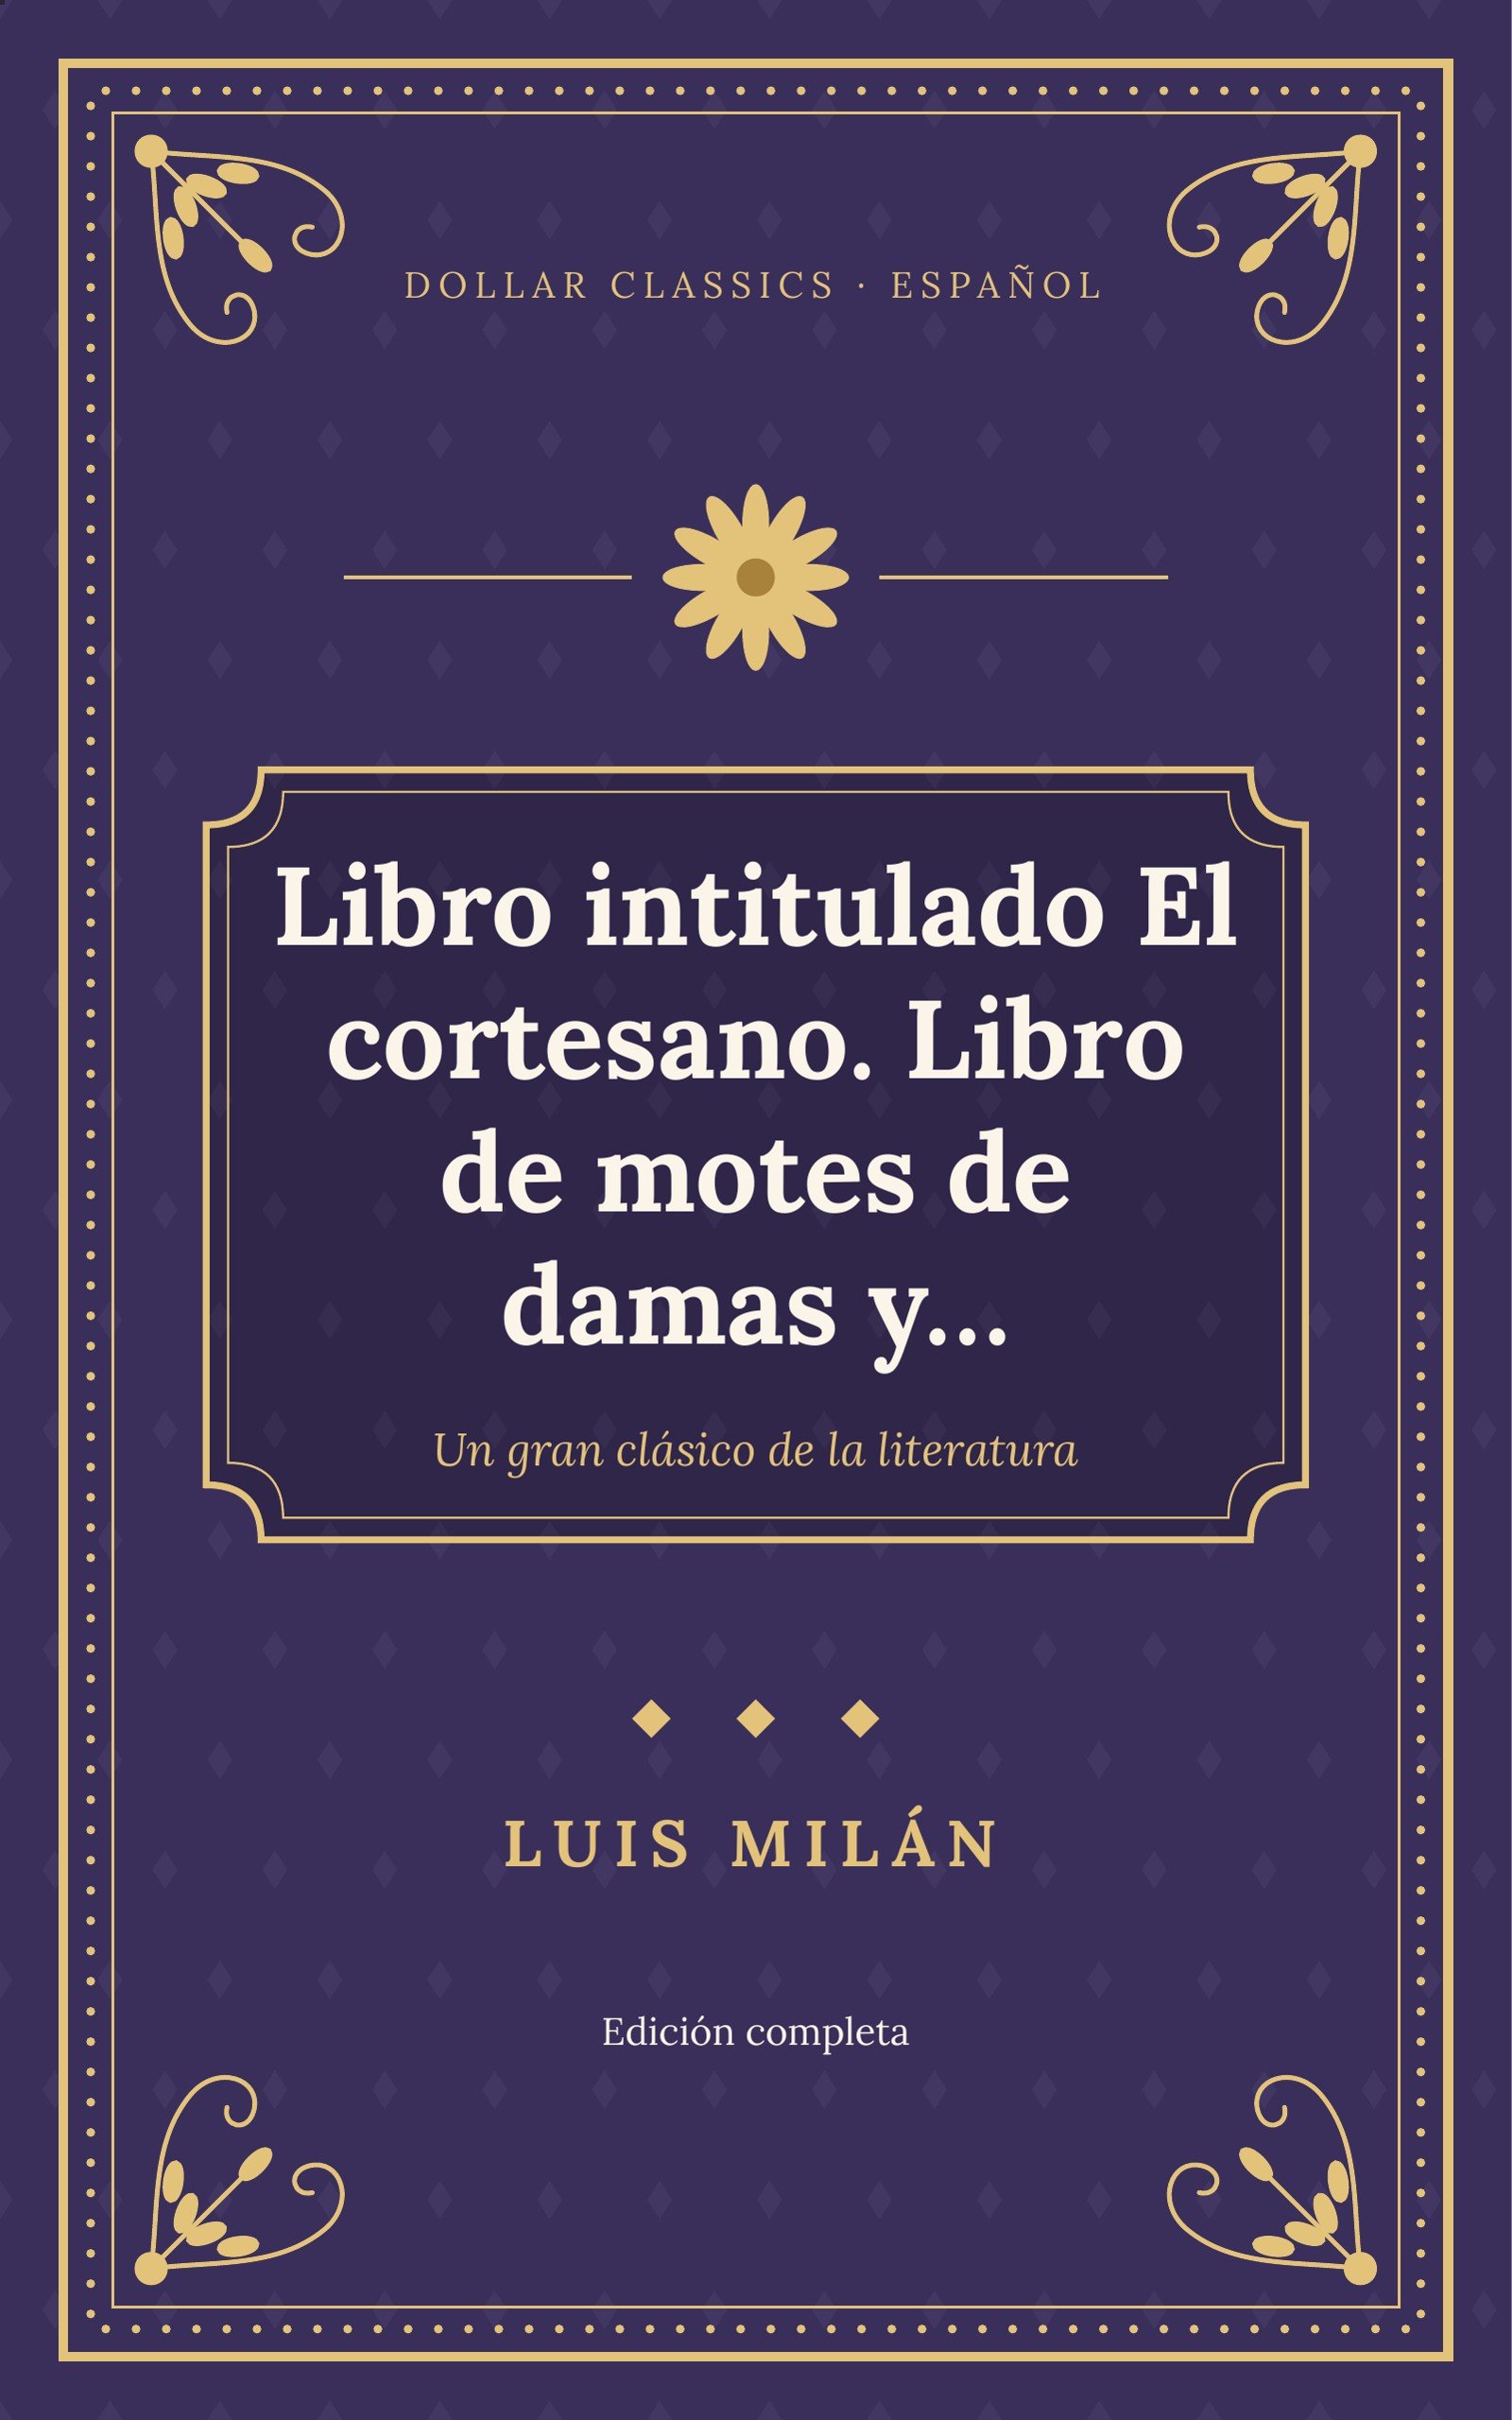 DOLLAR CLASSICS · ESPAÑOL
Libro intitulado El
cortesano. Libro
de motes de
damas y...
Un gran clásico de la literatura
LUIS MILÁN
Edición completa